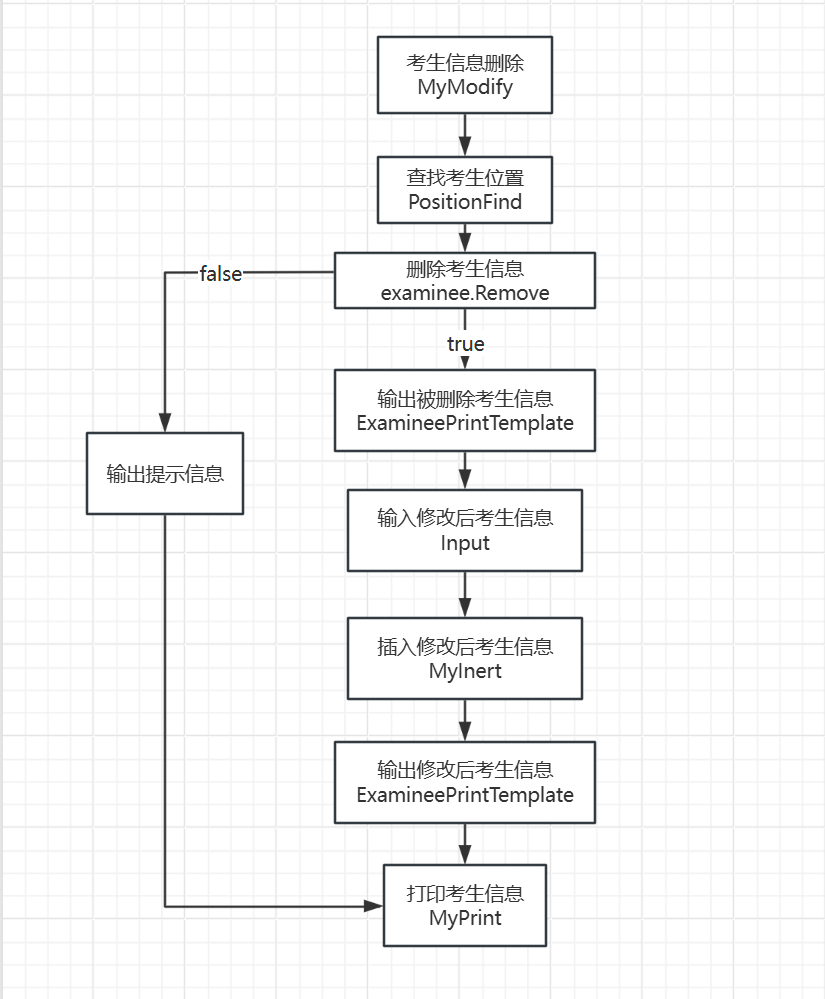 考生信息删除
MyModify
查找考生位置
PositionFind
删除考生信息
examinee.Remove
false
true
输出被删除考生信息
ExamineePrintTemplate
输出提示信息
输入修改后考生信息
Input
插入修改后考生信息
MyInert
输出修改后考生信息
ExamineePrintTemplate
打印考生信息
MyPrint